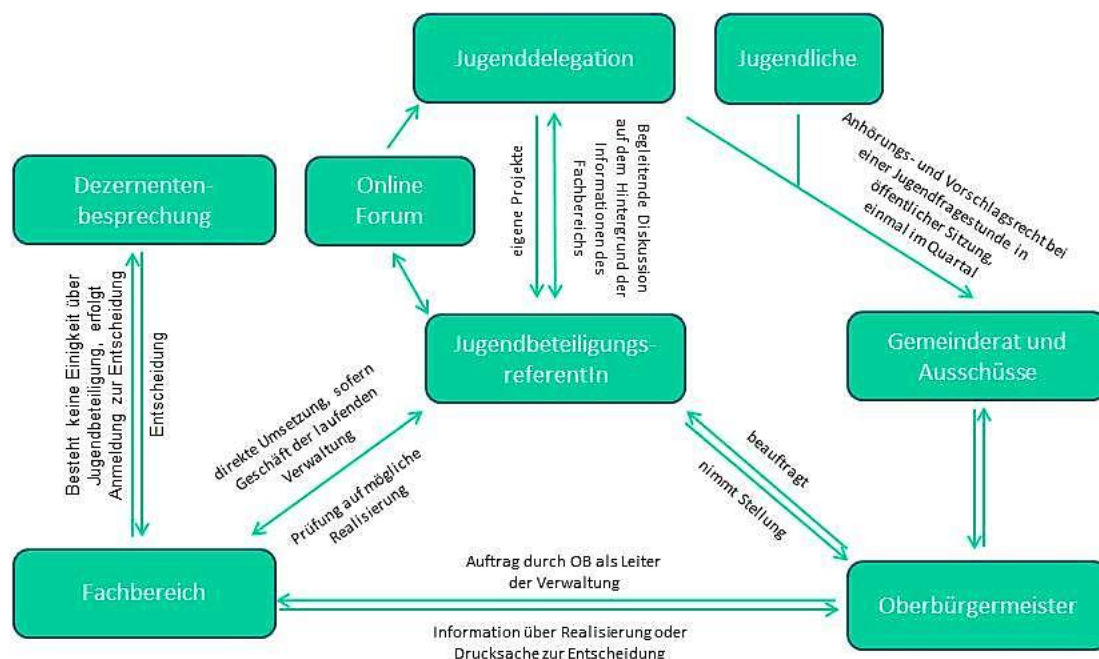 Jugenddelegation
Jugendliche
Dezernenten-
besprechung
Online
Forum
eigene Projekte
Begleitende Diskussion
auf dem Hintergrund der
Informationen des
Fachbereichs
Anhörungs- und Vorschlagsrecht bei
einer Jugendfragestunde in
öffentlicher Sitzung,
einmal im Quartal
Jugendbeteiligungs-
referentIn
Gemeinderat und
Ausschüsse
Besteht keine Einigkeit über
Jugendbeteiligung, erfolgt
Anmeldung zur Entscheidung
Entscheidung
direkte Umsetzung, sofern
Geschäft der laufenden
Verwaltung
Prüfung auf mögliche
Realisierung
beauftragt
nimmt Stellung
Fachbereich
Auftrag durch OB als Leiter
der Verwaltung
Information über Realisierung oder
Drucksache zur Entscheidung
Oberbürgermeister